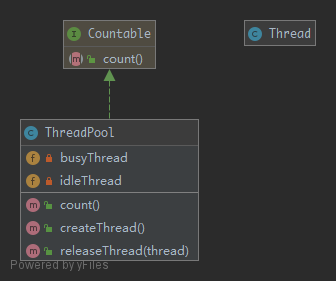 I Countable
m count()
C Thread
C ThreadPool
f busyThread
f idleThread
m count()
m createThread()
m releaseThread(thread)
Powered by yFiles